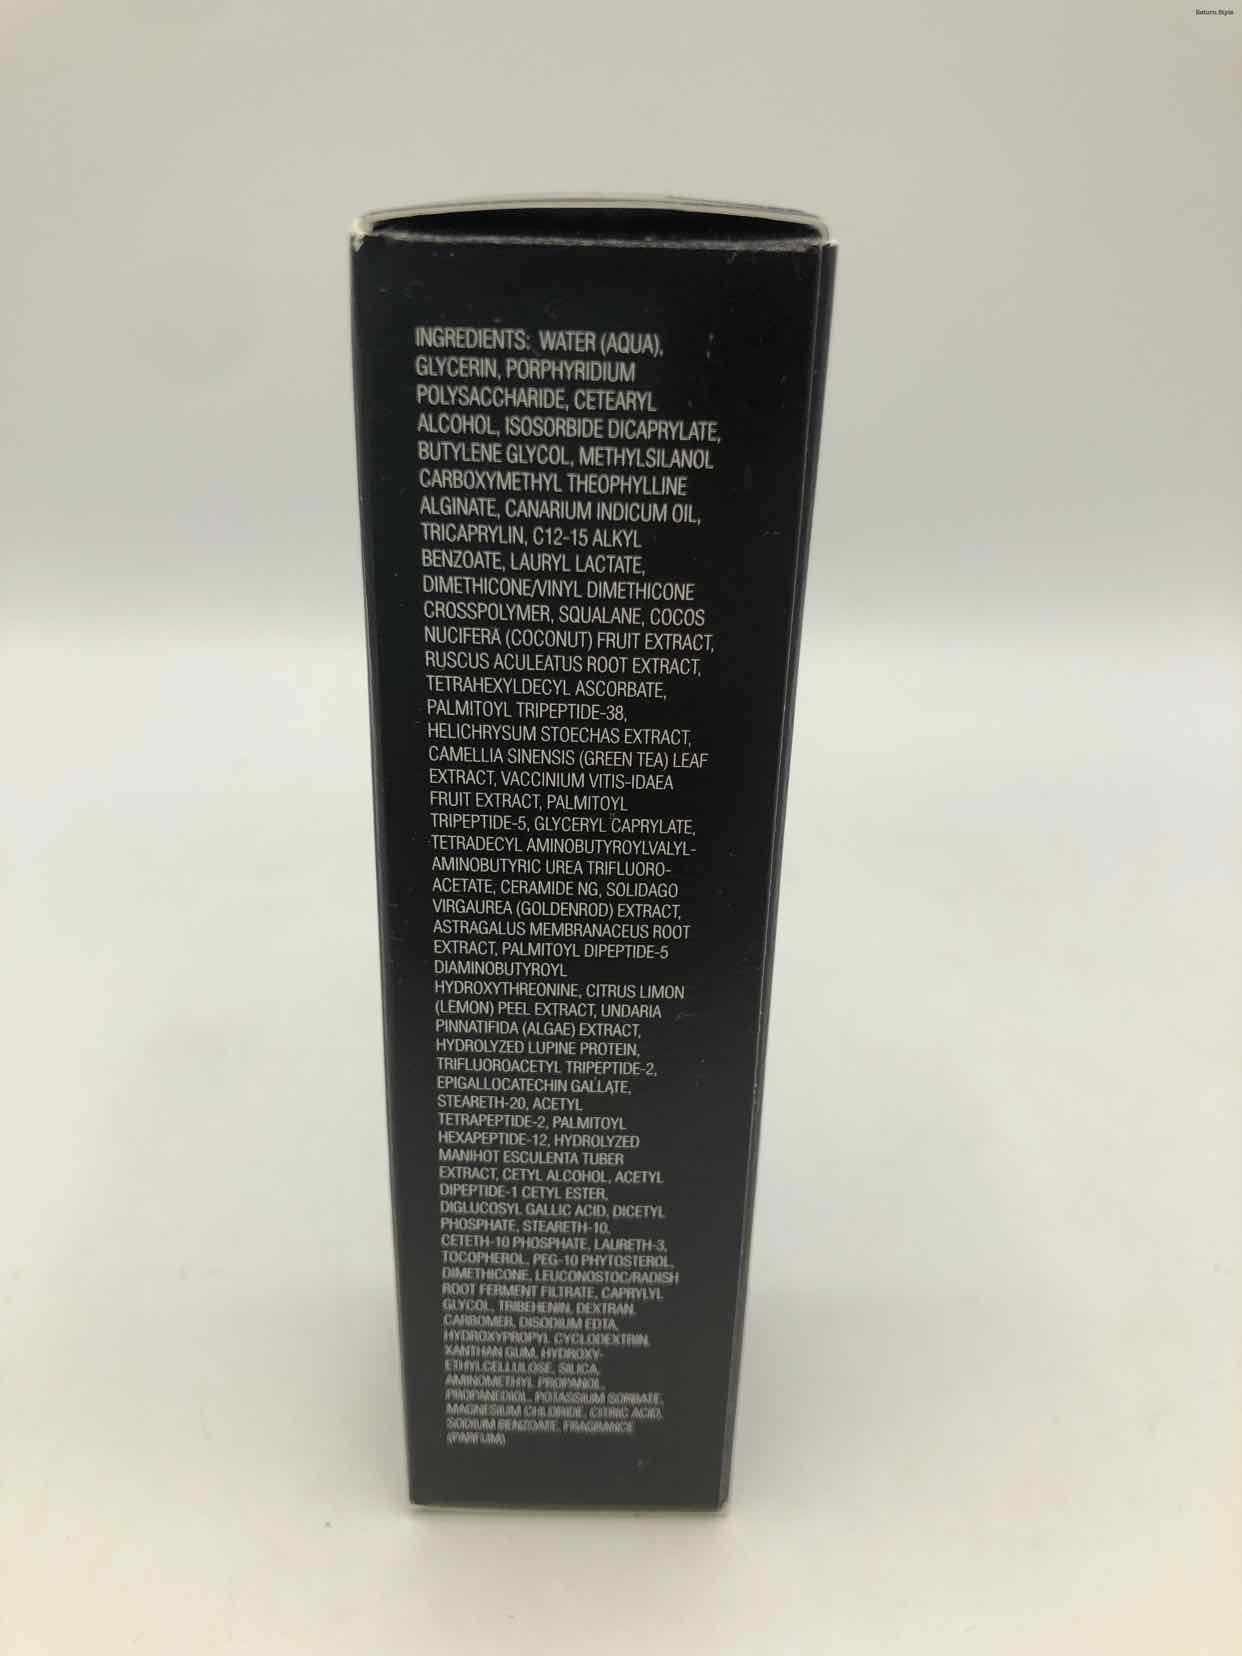 Return Style
INGREDIENTS: WATER (AQUA),
GLYCERIN, PORPHYRIDIUM
POLYSACCHARIDE, CETEARYL
ALCOHOL, ISOSORBIDE DICAPRYLATE,
BUTYLENE GLYCOL, METHYLSILANOL
CARBOXYMETHYL THEOPHYLLINE
ALGINATE, CANARIUM INDICUM OIL,
TRICAPRYLIN, C12-15 ALKYL
BENZOATE, LAURYL LACTATE,
DIMETHICONE/VINYL DIMETHICONE
CROSSPOLYMER, SQUALANE, COCOS
NUCIFERA (COCONUT) FRUIT EXTRACT,
RUSCUS ACULEATUS ROOT EXTRACT,
TETRAHEXYLDECYL ASCORBATE,
PALMITOYL TRIPEPTIDE-38,
HELICHRYSUM STOECHAS EXTRACT,
CAMELLIA SINENSIS (GREEN TEA) LEAF
EXTRACT, VACCINIUM VITIS-IDAEA
FRUIT EXTRACT, PALMITOYL
TRIPEPTIDE-5, GLYCERYL CAPRYLATE,
TETRADECYL AMINOBUTYROYLVALYL-
AMINOBUTYRIC UREA TRIFLUORO-
ACETATE, CERAMIDE NG, SOLIDAGO
VIRGAUREA (GOLDENROD) EXTRACT,
ASTRAGALUS MEMBRANACEUS ROOT
EXTRACT, PALMITOYL DIPEPTIDE-5
DIAMINOBUTYROYL
HYDROXYTHREONINE, CITRUS LIMON
(LEMON) PEEL EXTRACT, UNDARIA
PINNATIFIDA (ALGAE) EXTRACT,
HYDROLYZED LUPINE PROTEIN,
TRIFLUOROACETYL TRIPEPTIDE-2,
EPIGALLOCATECHIN GALLATE,
STEARETH-20, ACETYL
TETRAPEPTIDE-2, PALMITOYL
HEXAPEPTIDE-12, HYDROLYZED
MANIHOT ESCULENTA TUBER
EXTRACT, CETYL ALCOHOL, ACETYL
DIPEPTIDE-1 CETYL ESTER,
DIGLUCOSYL GALLIC ACID, DICETYL
PHOSPHATE, STEARETH-10,
CETETH-10 PHOSPHATE, LAURETH-3,
TOCOPHEROL, PEG-10 PHYTOSTEROL,
DIMETHICONE, LEUCONOSTOC/RADISH
ROOT FERMENT FILTRATE, CAPRYLYL
GLYCOL, TRIBEHENIN, DEXTRAN,
CARBOMER, DISODIUM EDTA,
HYDROXYPROPYL CYCLODEXTRIN,
XANTHAN GUM, HYDROXY-
ETHYLCELLULOSE, SILICA,
AMINOMETHYL PROPANOL,
PROPANEDIOL, POTASSIUM SORBATE,
MAGNESIUM CHLORIDE, CITRIC ACID,
SODIUM BENZOATE, FRAGRANCE
(PARFUM)